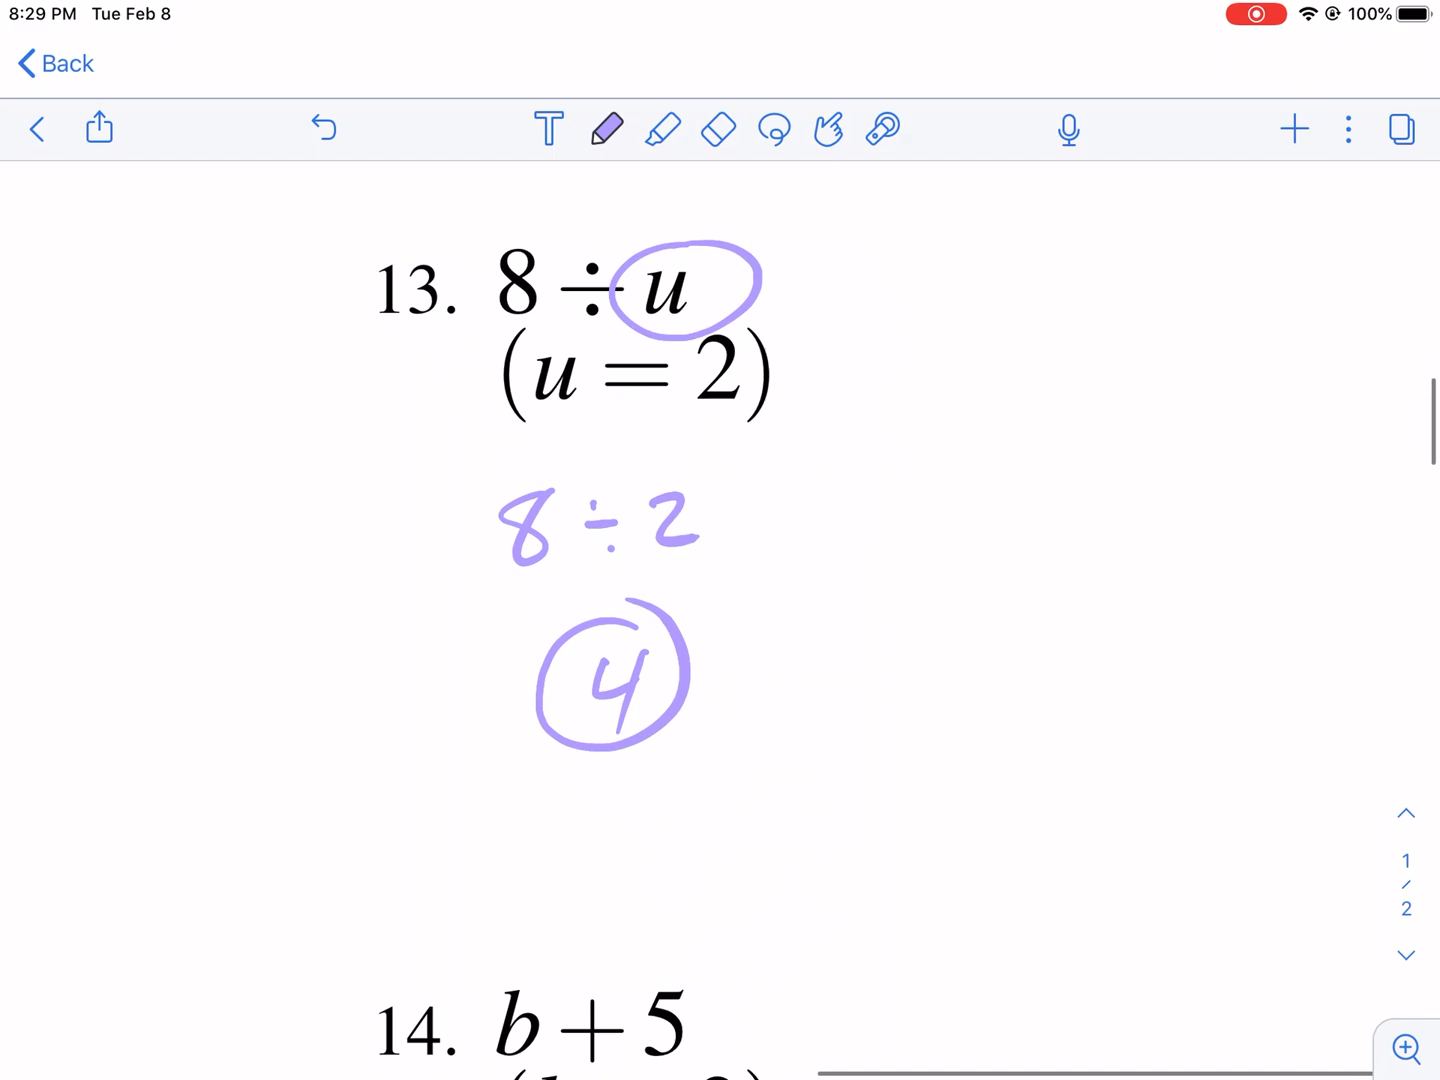 8:29 PM Tue Feb 8 100%
Back
13. 8 ÷ u
(u = 2)
8 ÷ 2
4
1
/
2
14. b + 5